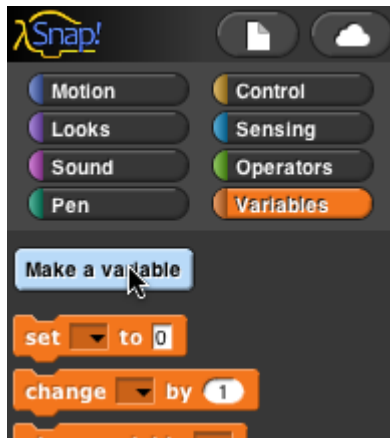 λSnap!
Motion Control
Looks Sensing
Sound Operators
Pen Variables
Make a variable
set to 0
change by 1